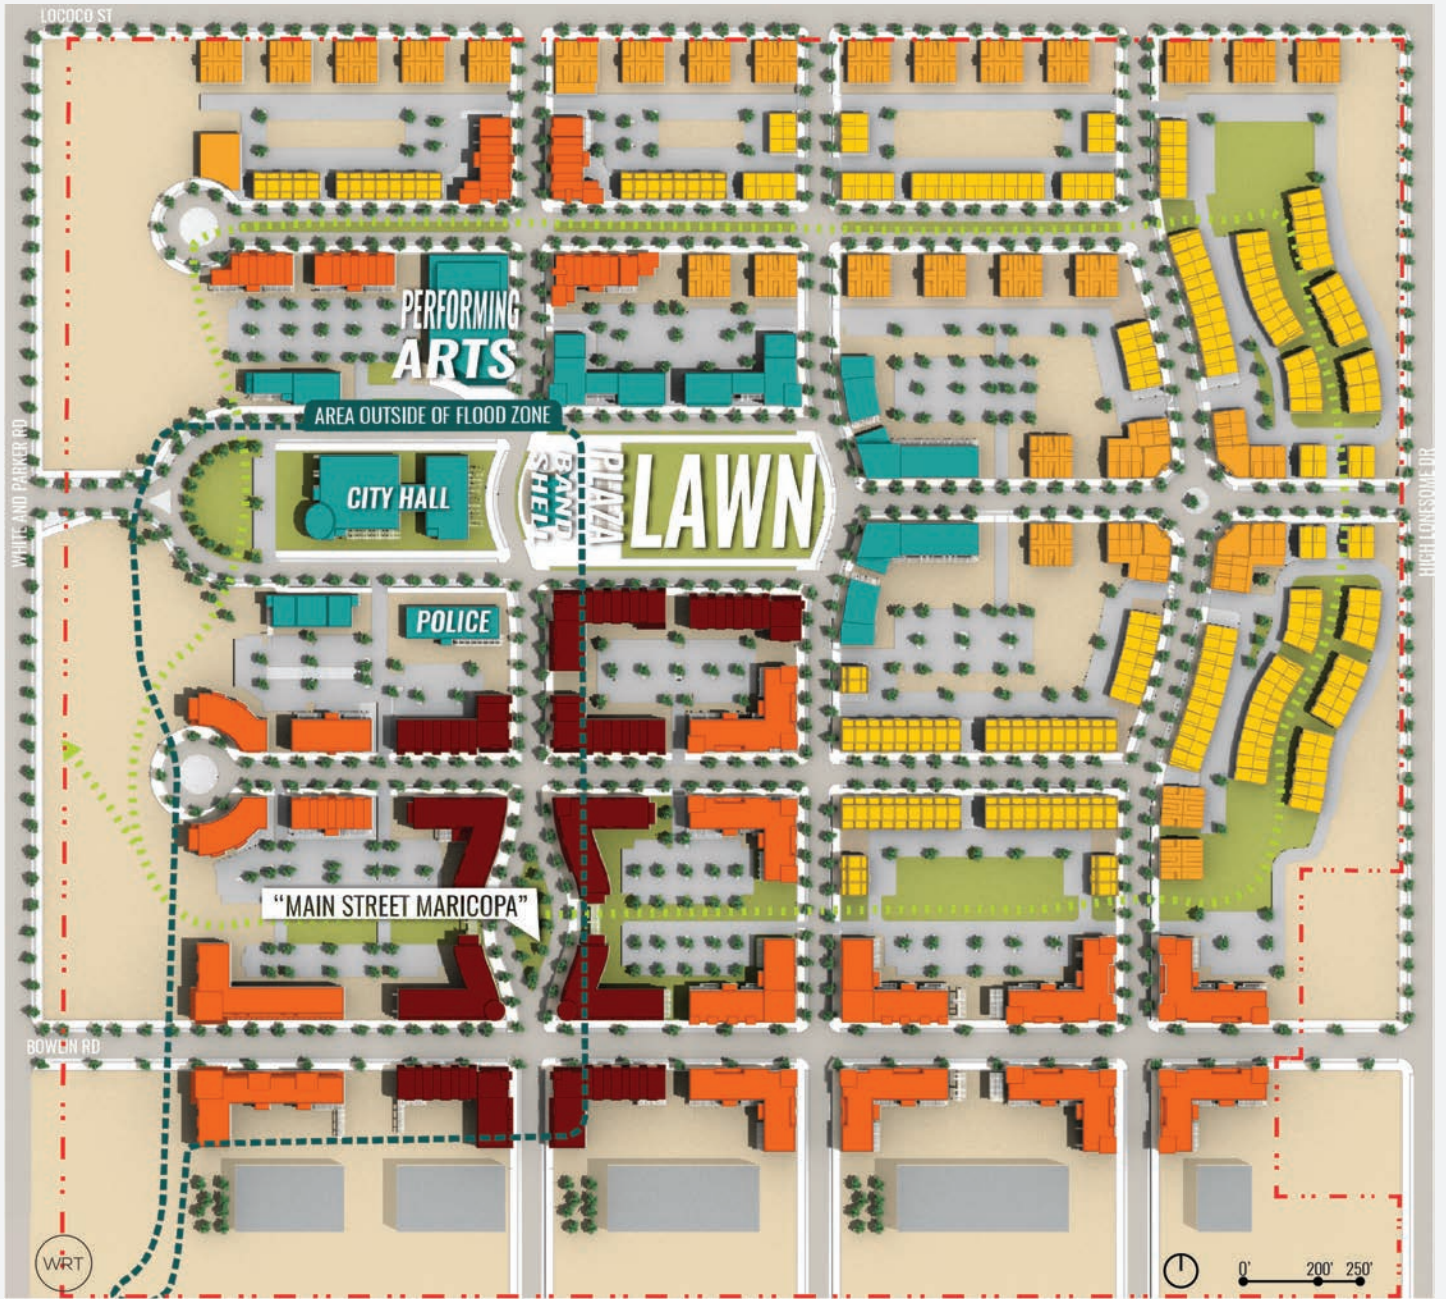 LOCOCO ST
PERFORMING
ARTS
AREA OUTSIDE OF FLOOD ZONE
WHITE AND PARKER RD
CITY HALL
BAND
SHELL
PLAZA
LAWN
HIGH LONESOME DR
POLICE
"MAIN STREET MARICOPA"
BOWLIN RD
WRT
0' 200' 250'